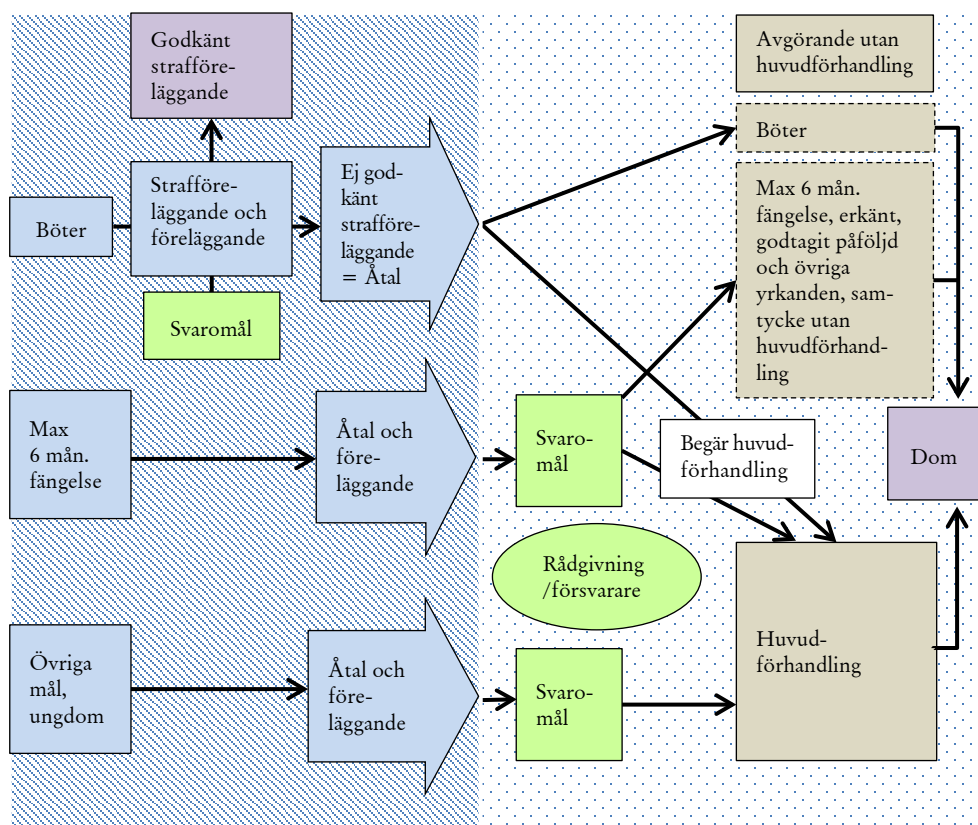 Godkänt
strafföre-
läggande
Böter
Strafföre-
läggande och
föreläggande
Svaromål
Ej god-
känt
strafföre-
läggande
= Åtal
Avgörande utan
huvudförhandling
Böter
Max 6 mån.
fängelse, erkänt,
godtagit påföljd
och övriga
yrkanden, sam-
tycke utan
huvudförhand-
ling
Max
6 mån.
fängelse
Åtal och
före-
läggande
Svaro-
mål
Begär huvud-
förhandling
Dom
Rådgivning
/försvarare
Övriga
mål,
ungdom
Åtal och
före-
läggande
Svaro-
mål
Huvud-
förhandling